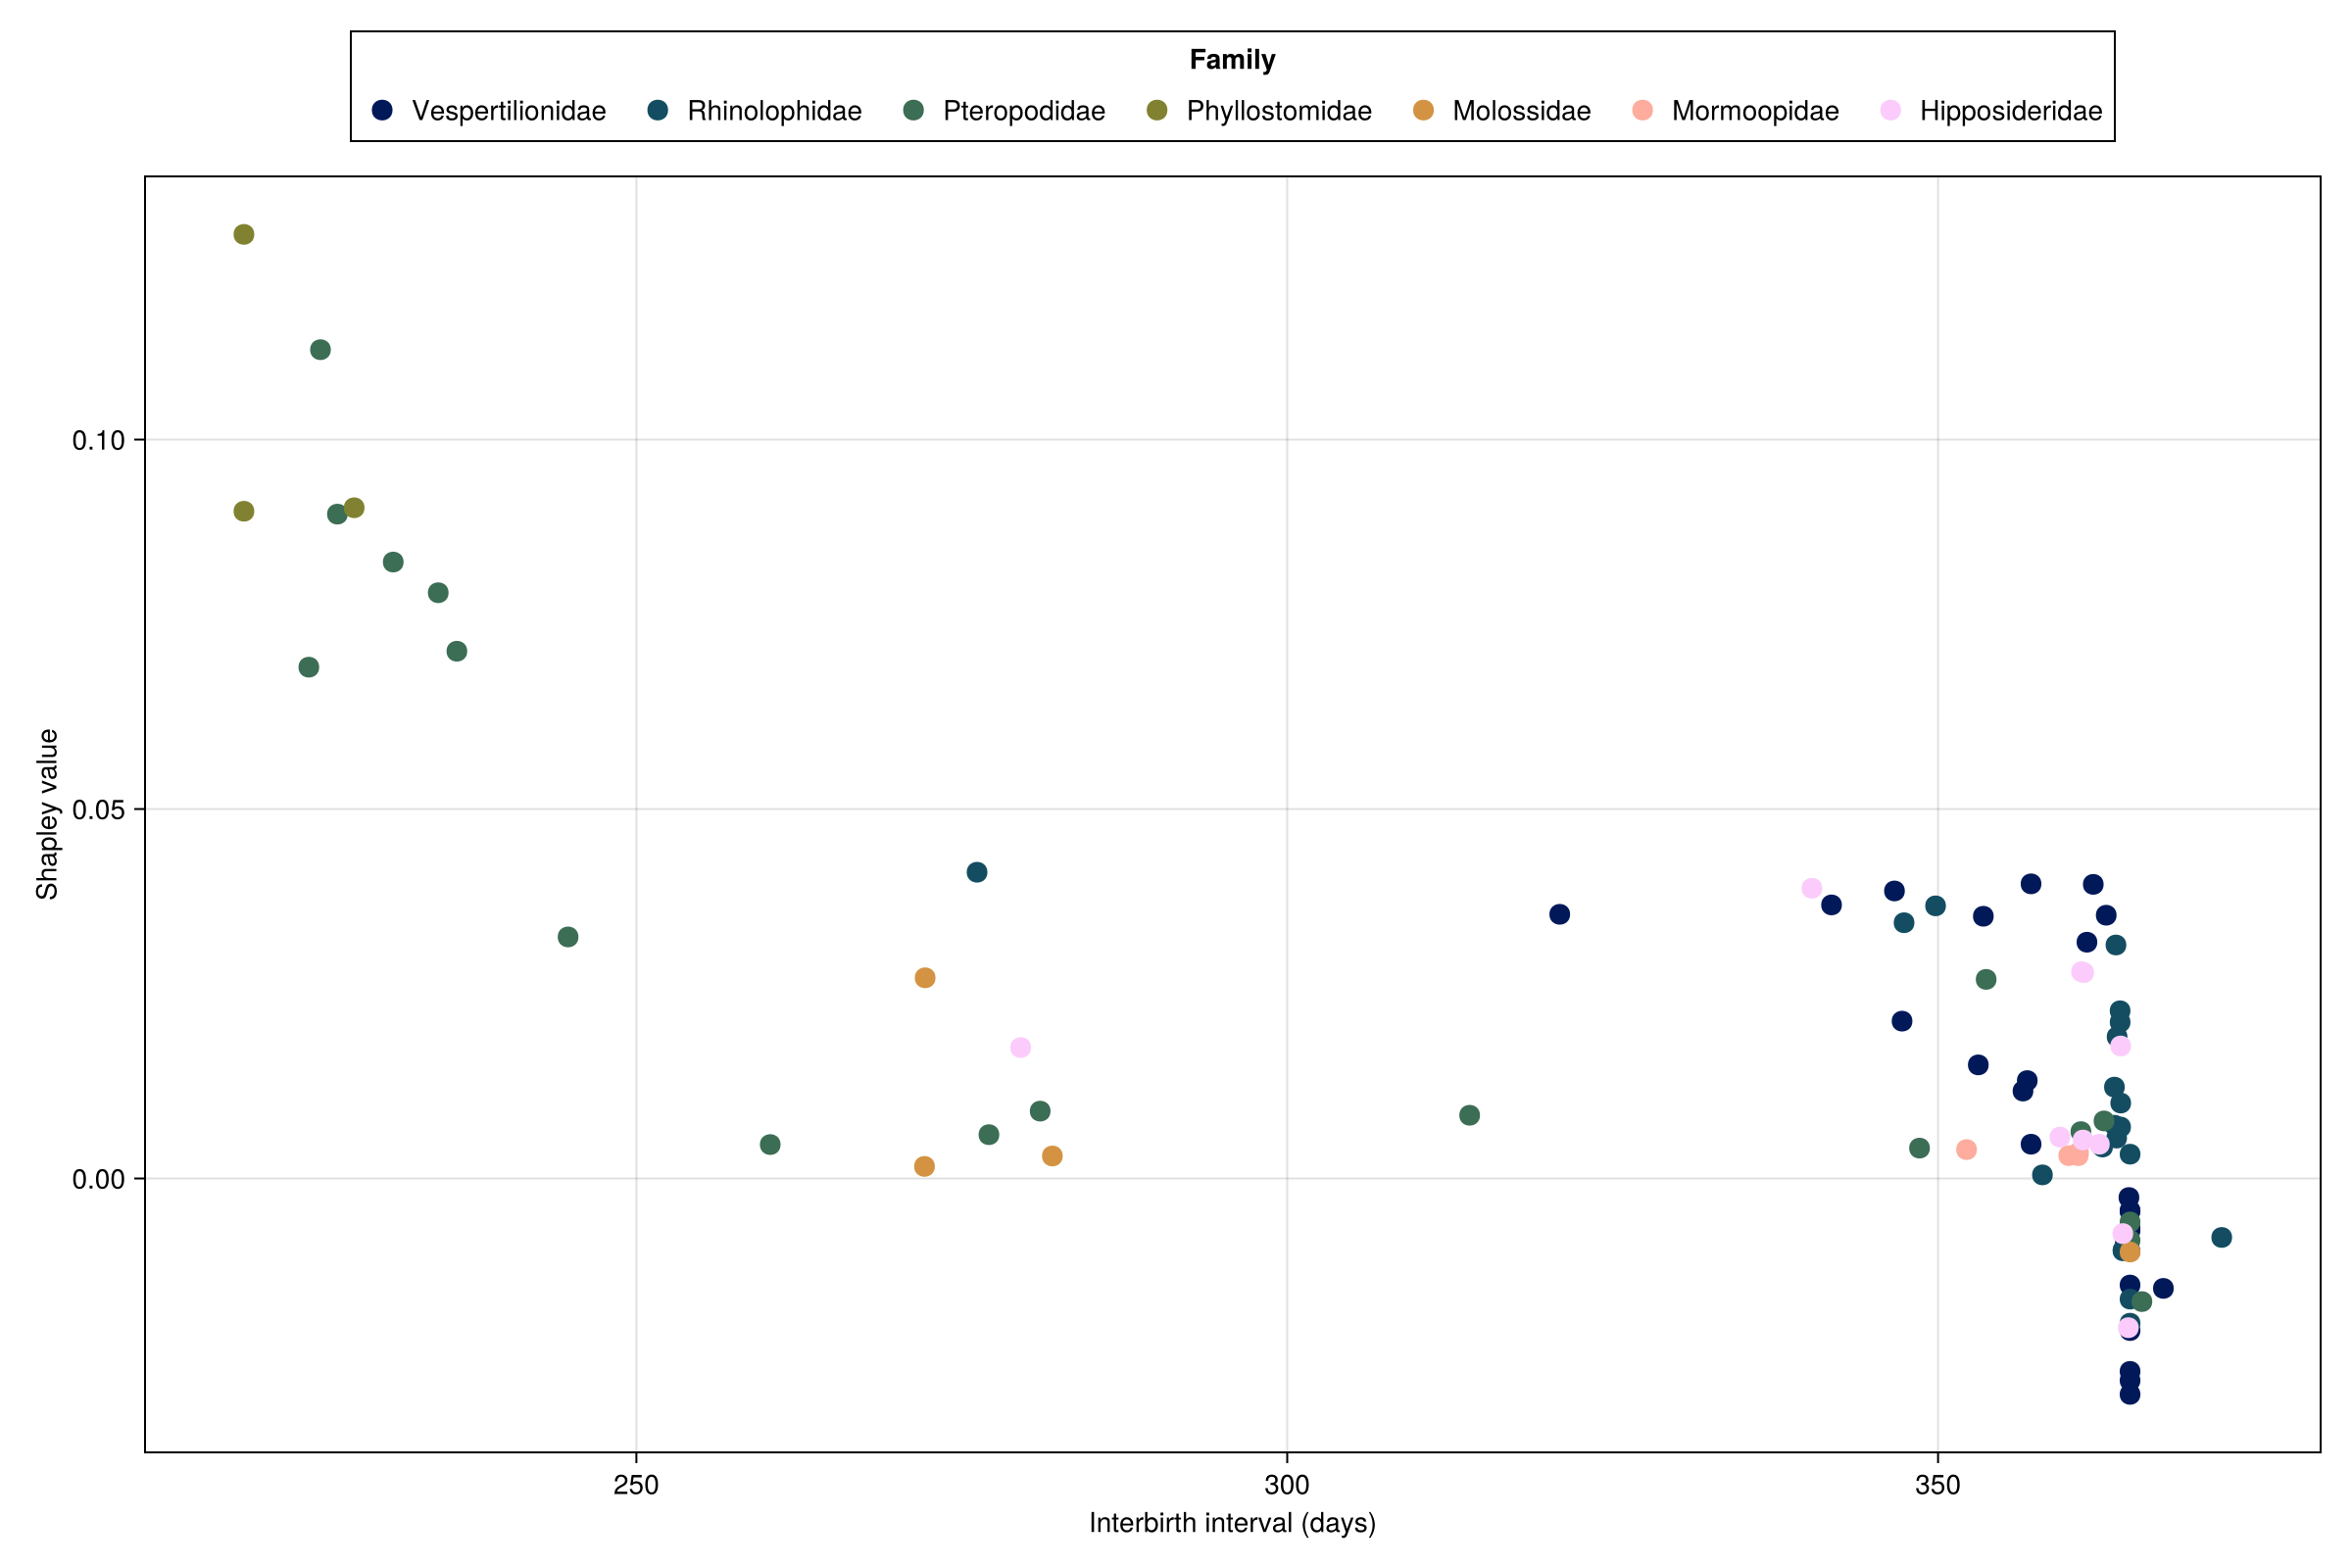 Family
Vespertilionidae Rhinolophidae Pteropodidae Phyllostomidae Molossidae Mormoopidae Hipposideridae
0.10
0.05
0.00
Shapley value
250 300 350
Interbirth interval (days)